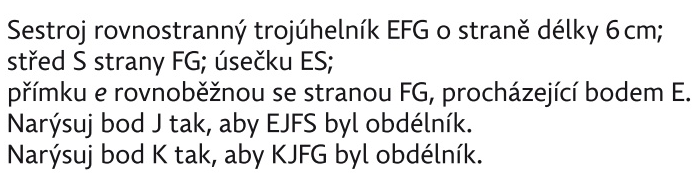 Sestroj rovnostranný trojúhelník EFG o straně délky 6 cm;
střed S strany FG; úsečku ES;
přímku e rovnoběžnou se stranou FG, procházející bodem E.
Narýsuj bod J tak, aby EJFS byl obdélník.
Narýsuj bod K tak, aby KJFG byl obdélník.